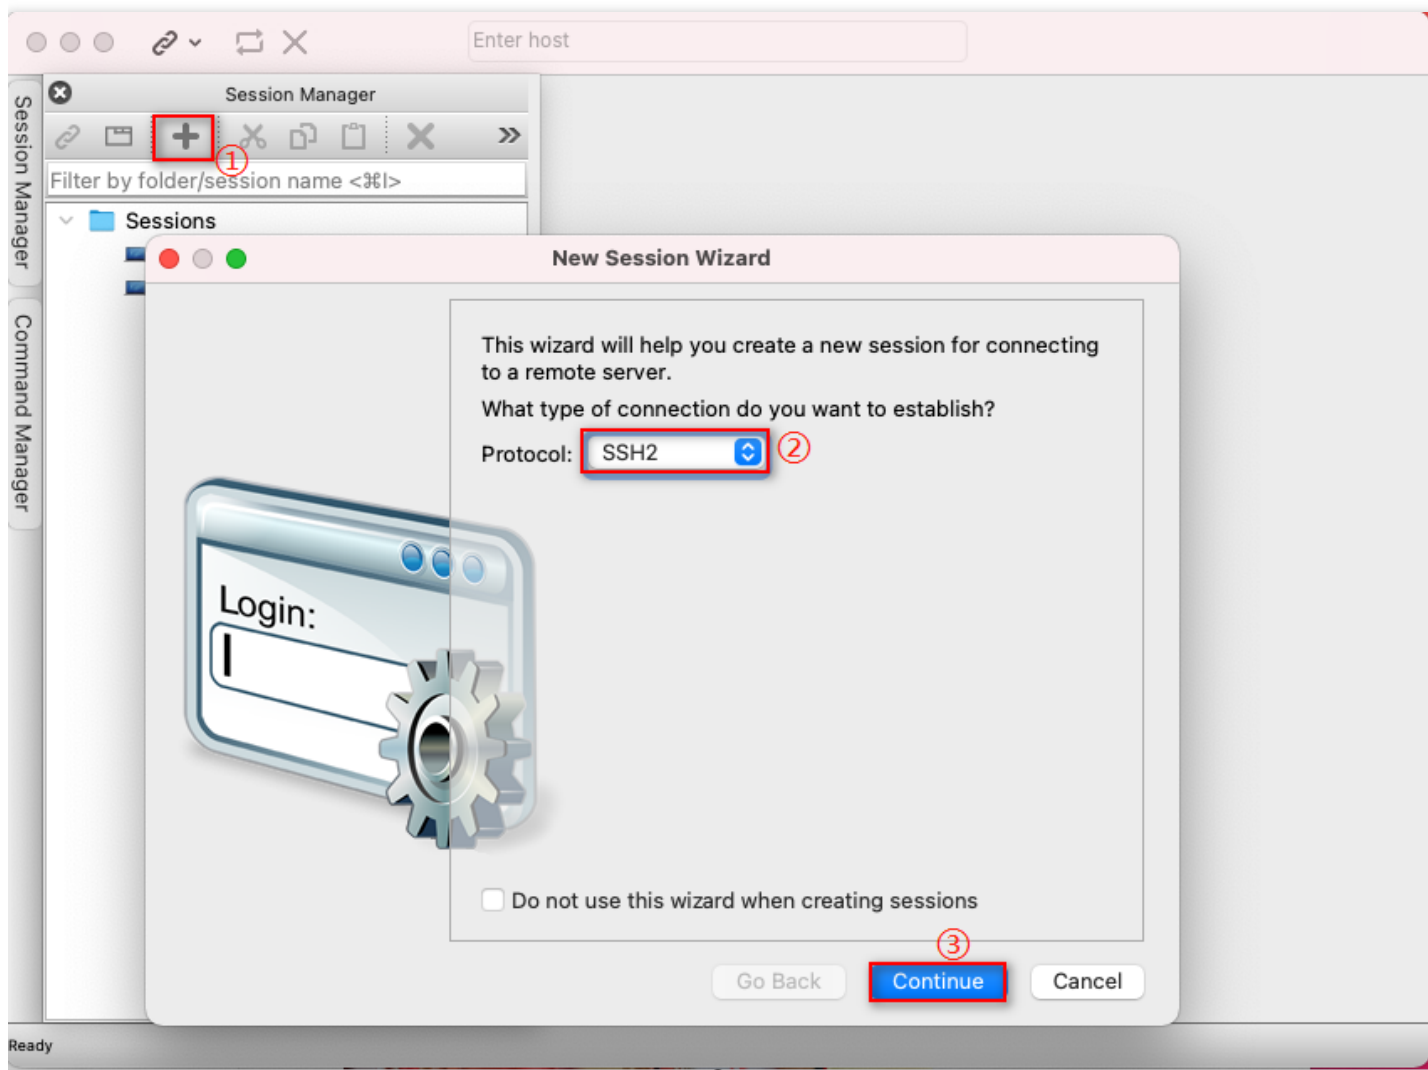 Enter host
Session Manager
Session Manager
Command Manager
①
Filter by folder/session name <⌘I>
Sessions
New Session Wizard
This wizard will help you create a new session for connecting
to a remote server.
What type of connection do you want to establish?
Protocol: SSH2 ②
Login:
Do not use this wizard when creating sessions
③
Go Back Continue Cancel
Ready